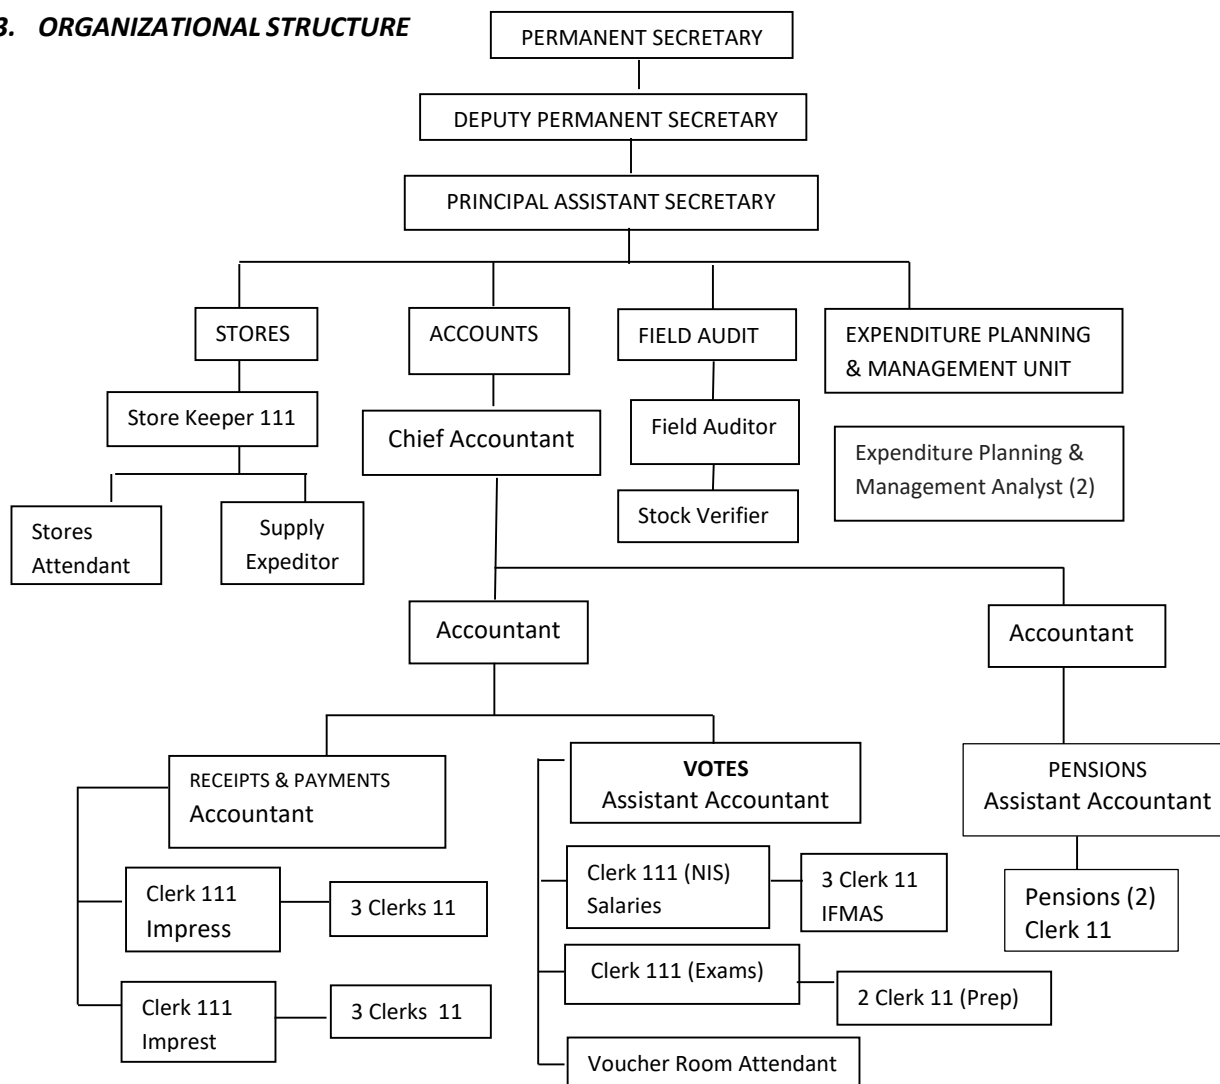 3. ORGANIZATIONAL STRUCTURE
PERMANENT SECRETARY
DEPUTY PERMANENT SECRETARY
PRINCIPAL ASSISTANT SECRETARY
STORES
ACCOUNTS
FIELD AUDIT
EXPENDITURE PLANNING
& MANAGEMENT UNIT
Store Keeper 111
Chief Accountant
Field Auditor
Expenditure Planning &
Management Analyst (2)
Stores
Attendant
Supply
Expeditor
Stock Verifier
Accountant
Accountant
RECEIPTS & PAYMENTS
Accountant
VOTES
Assistant Accountant
PENSIONS
Assistant Accountant
Clerk 111
Impress
3 Clerks 11
Clerk 111 (NIS)
Salaries
3 Clerk 11
IFMAS
Pensions (2)
Clerk 11
Clerk 111
Imprest
3 Clerks 11
Clerk 111 (Exams)
2 Clerk 11 (Prep)
Voucher Room Attendant